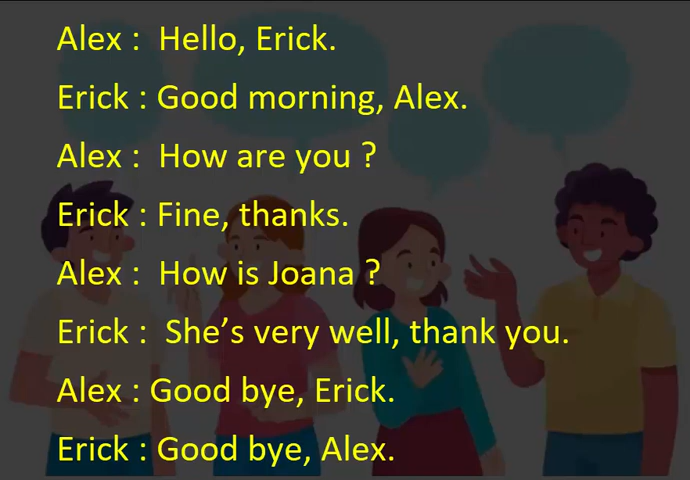 Alex :  Hello, Erick.
Erick : Good morning, Alex.
Alex :  How are you ?
Erick : Fine, thanks.
Alex :  How is Joana ?
Erick :  She’s very well, thank you.
Alex : Good bye, Erick.
Erick : Good bye, Alex.